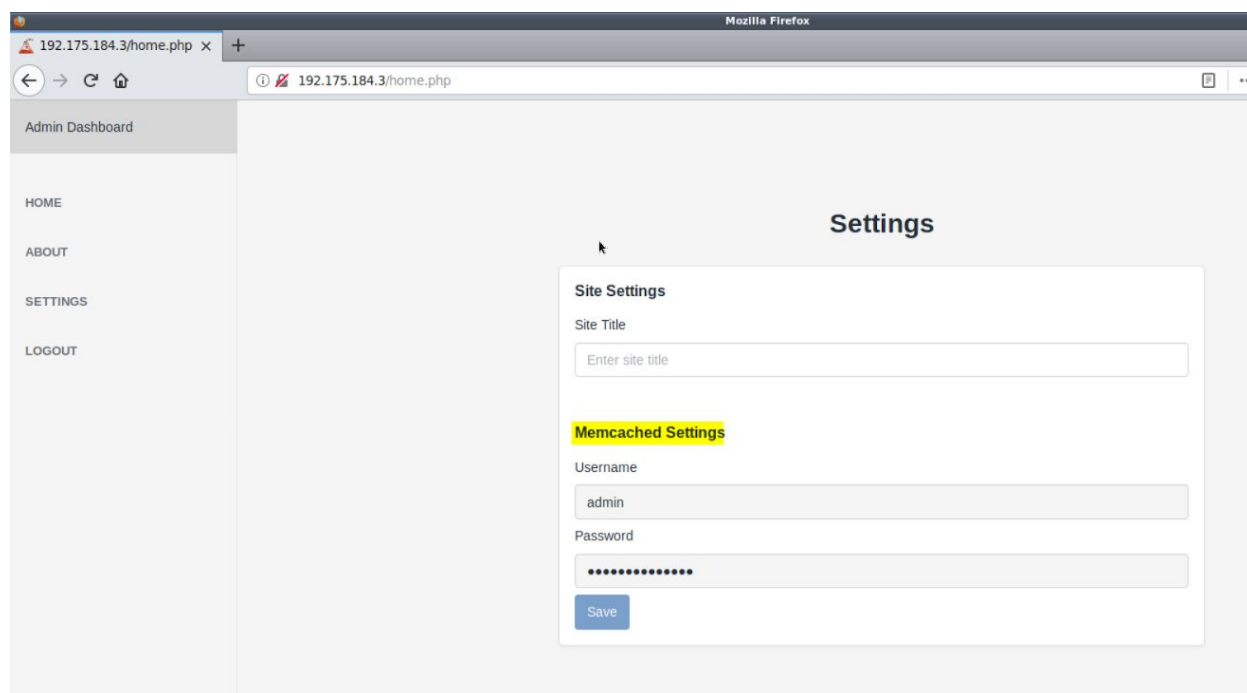 Mozilla Firefox
192.175.184.3/home.php
192.175.184.3/home.php
Admin Dashboard
HOME
ABOUT
SETTINGS
LOGOUT
Settings
Site Settings
Site Title
Enter site title
Memcached Settings
Username
admin
Password
••••••••••••••
Save